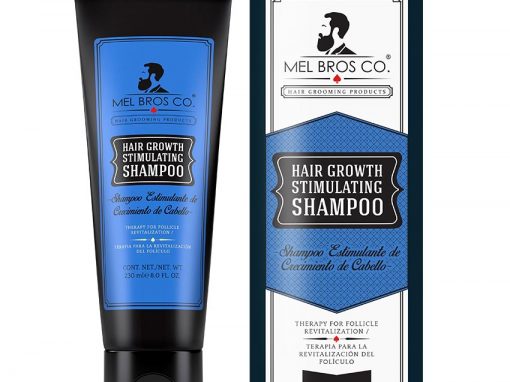 MEL BROS CO.®
HAIR GROOMING PRODUCTS
HAIR GROWTH
STIMULATING
SHAMPOO
Shampoo Estimulante de
Crecimiento de Cabello
THERAPY FOR FOLLICLE
REVITALIZATION /
TERAPIA PARA LA REVITALIZACIÓN
DEL FOLÍCULO
CONT. NET./NET. WT.
230 ml e 8.0 FL. OZ.
MEL BROS CO.®
HAIR GROOMING PRODUCTS
HAIR GROWTH
STIMULATING
SHAMPOO
-Shampoo Estimulante de
Crecimiento de Cabello-
THERAPY FOR FOLLICLE
REVITALIZATION /
TERAPIA PARA LA
REVITALIZACIÓN DEL
FOLÍCULO